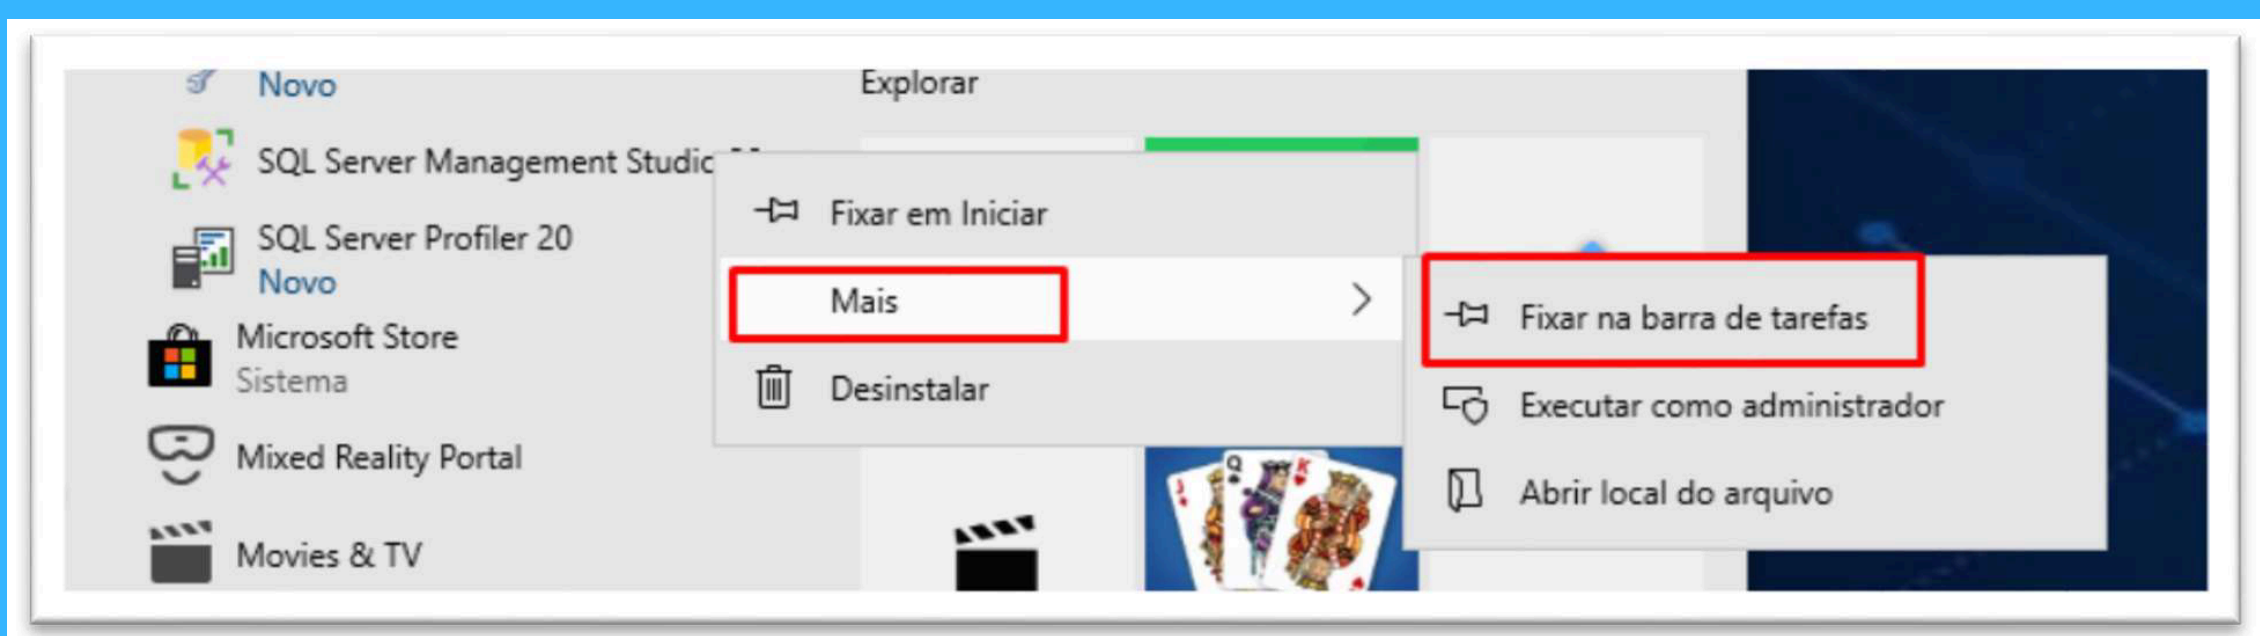 Novo
Explorar
SQL Server Management Studio
SQL Server Profiler 20
Novo
Microsoft Store
Sistema
Mixed Reality Portal
Movies & TV
Fixar em Iniciar
Mais
Desinstalar
Fixar na barra de tarefas
Executar como administrador
Abrir local do arquivo
J
Q
K